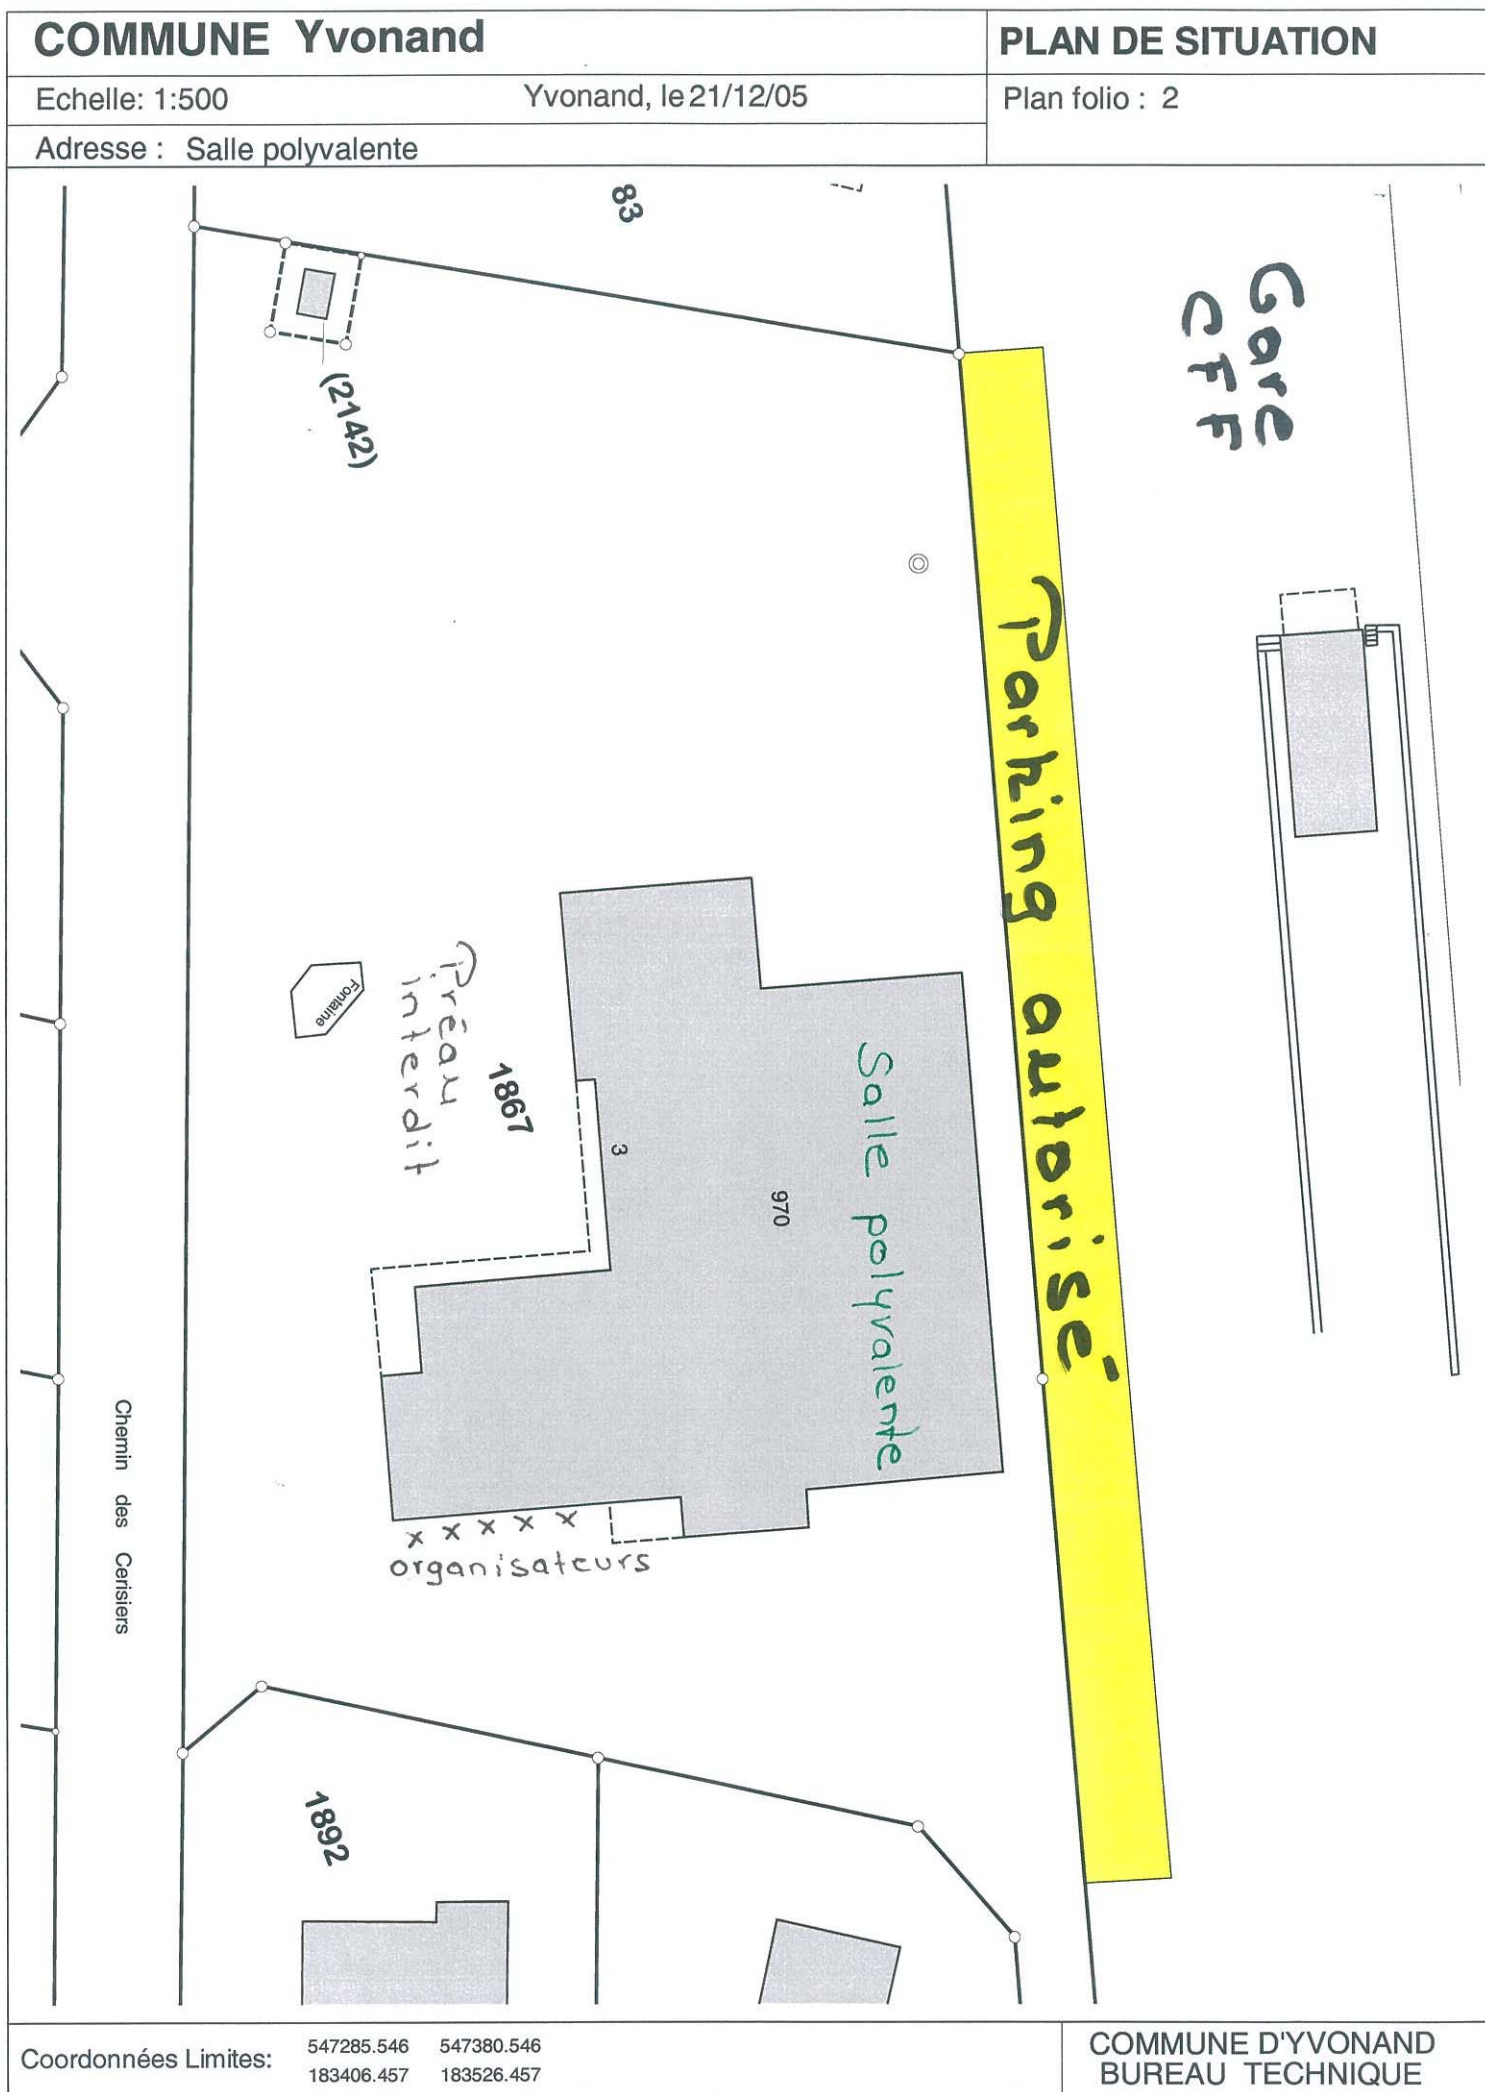 COMMUNE Yvonand
PLAN DE SITUATION
Echelle: 1:500
Yvonand, le 21/12/05
Plan folio : 2
Adresse : Salle polyvalente
83
Gare
CFF
(2142)
Parking autorisé
Fontaine
Préau
interdit
1867
3
970
Salle polyvalente
Chemin des Cerisiers
x x x x x
organisateurs
1892
Coordonnées Limites:
547285.546 547380.546
183406.457 183526.457
COMMUNE D'YVONAND
BUREAU TECHNIQUE